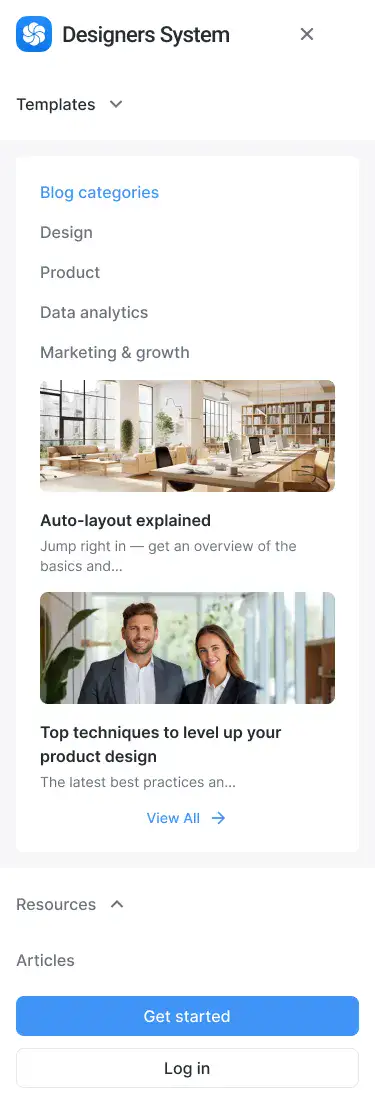 Designers System
Templates
Blog categories
Design
Product
Data analytics
Marketing & growth
Auto-layout explained
Jump right in — get an overview of the
basics and...
Top techniques to level up your
product design
The latest best practices an...
View All
Resources
Articles
Get started
Log in